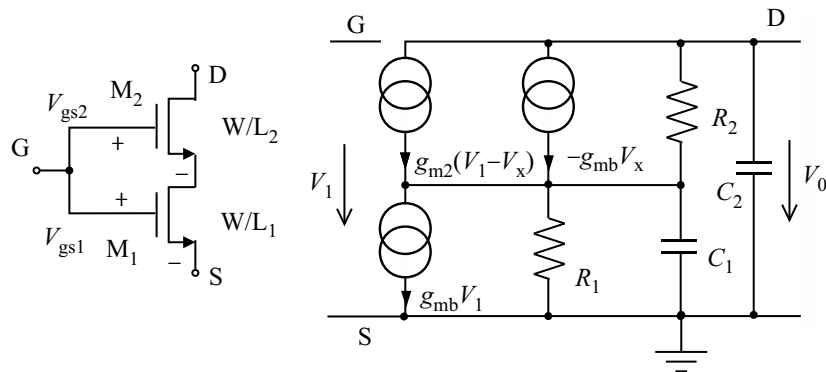 G D
D
M2
Vgs2
W/L2
R2
+
G
gm2(V1−Vx) −gmbVx
−
V1 V0
C2
+
W/L1
Vgs1
M1
C1
R1
−
S
gmbV1
S